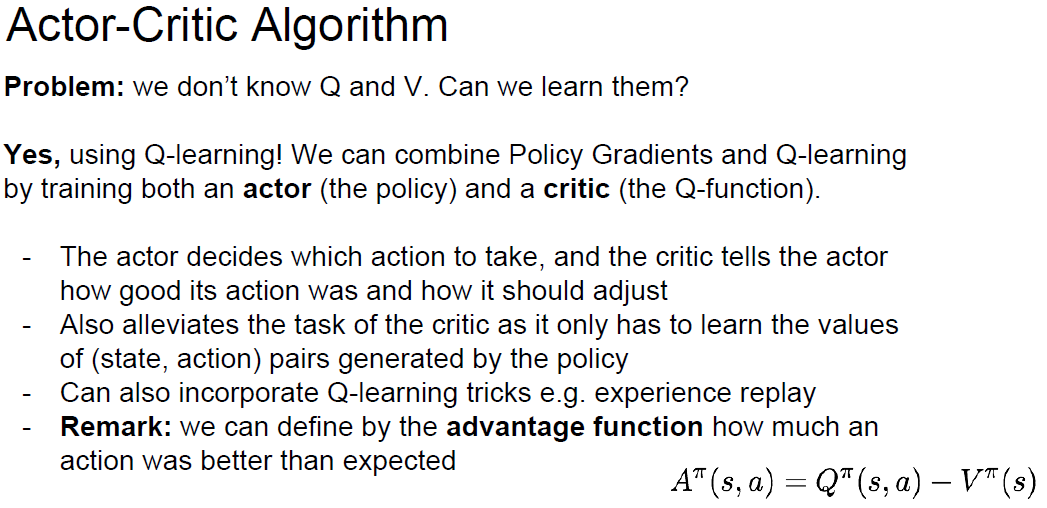 Actor-Critic Algorithm
Problem: we don’t know Q and V. Can we learn them?
Yes, using Q-learning! We can combine Policy Gradients and Q-learning
by training both an actor (the policy) and a critic (the Q-function).
- The actor decides which action to take, and the critic tells the actor
how good its action was and how it should adjust
- Also alleviates the task of the critic as it only has to learn the values
of (state, action) pairs generated by the policy
- Can also incorporate Q-learning tricks e.g. experience replay
- Remark: we can define by the advantage function how much an
action was better than expected
A^π(s, a) = Q^π(s, a) − V^π(s)